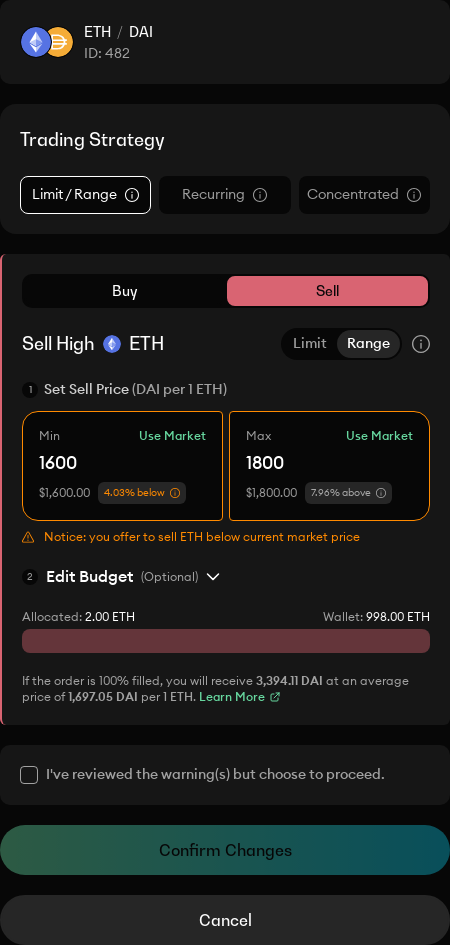 ETH / DAI
ID: 482
Trading Strategy
Limit / Range
Recurring
Concentrated
Buy
Sell
Sell High ETH
Limit
Range
1 Set Sell Price (DAI per 1 ETH)
Min
Use Market
1600
$1,600.00
4.03% below
Max
Use Market
1800
$1,800.00
7.96% above
Notice: you offer to sell ETH below current market price
2 Edit Budget (Optional)
Allocated: 2.00 ETH
Wallet: 998.00 ETH
If the order is 100% filled, you will receive 3,394.11 DAI at an average
price of 1,697.05 DAI per 1 ETH. Learn More
I've reviewed the warning(s) but choose to proceed.
Confirm Changes
Cancel